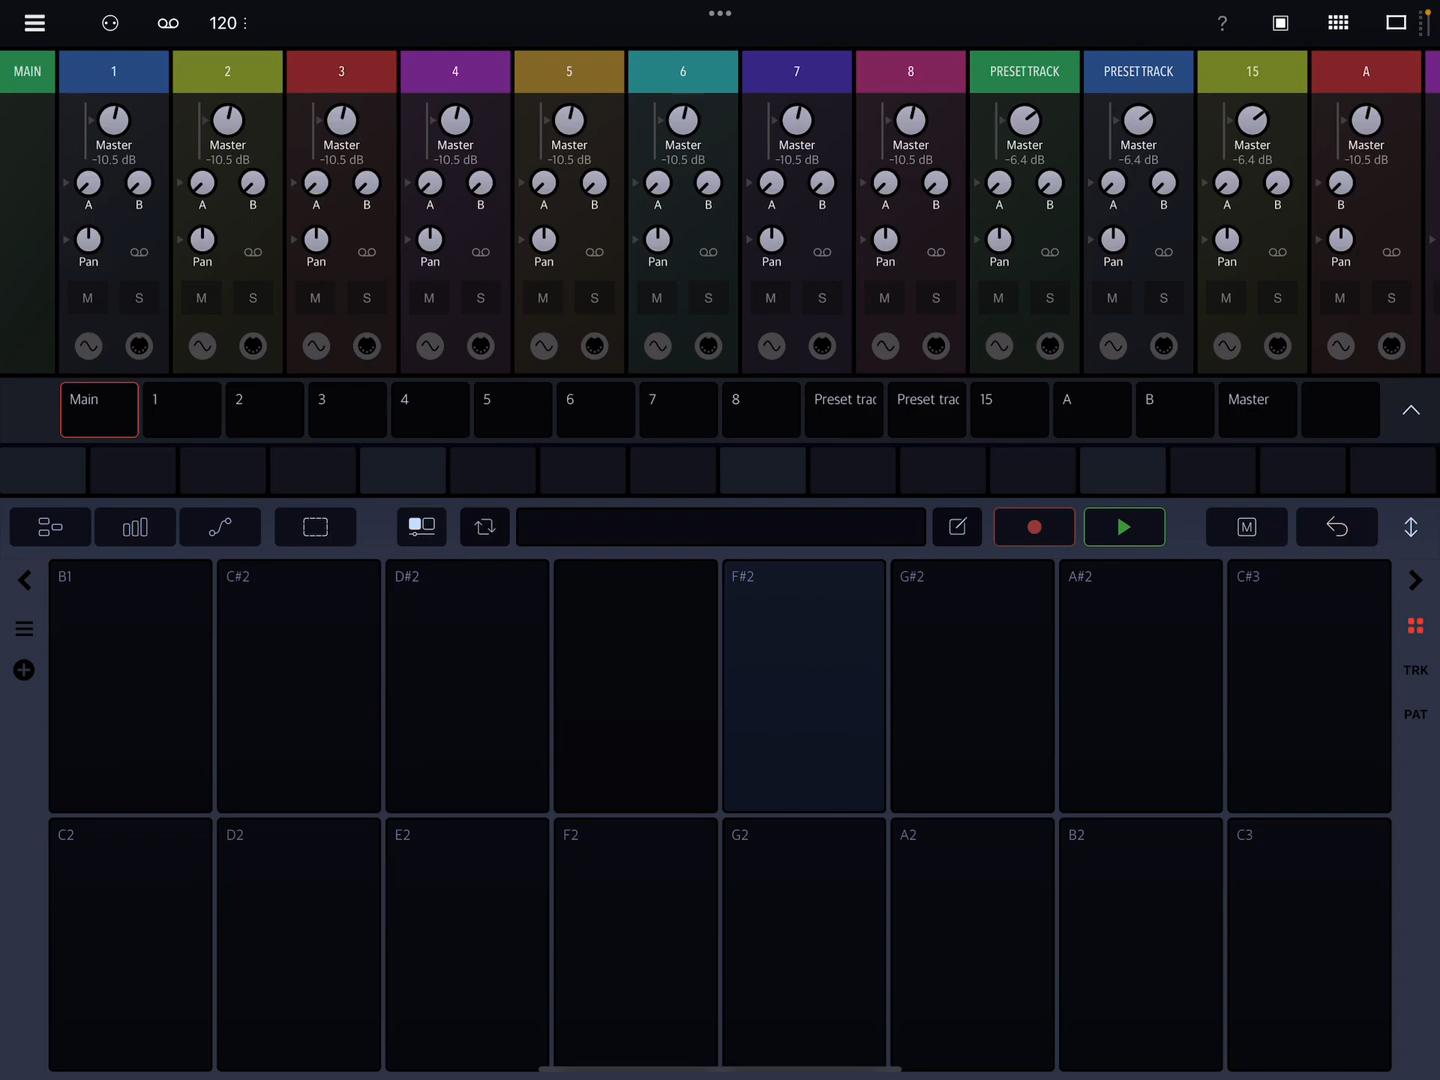 120
?
MAIN 1 2 3 4 5 6 7 8 PRESET TRACK PRESET TRACK 15 A
Master Master Master Master Master Master Master Master Master Master Master Master
-10.5 dB -10.5 dB -10.5 dB -10.5 dB -10.5 dB -10.5 dB -10.5 dB -10.5 dB -6.4 dB -6.4 dB -6.4 dB -10.5 dB
A B A B A B A B A B A B A B A B A B A B A B B
Pan Pan Pan Pan Pan Pan Pan Pan Pan Pan Pan Pan
M S M S M S M S M S M S M S M S M S M S M S M S
Main 1 2 3 4 5 6 7 8 Preset trac Preset trac 15 A B Master
M
B1 C#2 D#2 F#2 G#2 A#2 C#3
TRK
PAT
C2 D2 E2 F2 G2 A2 B2 C3